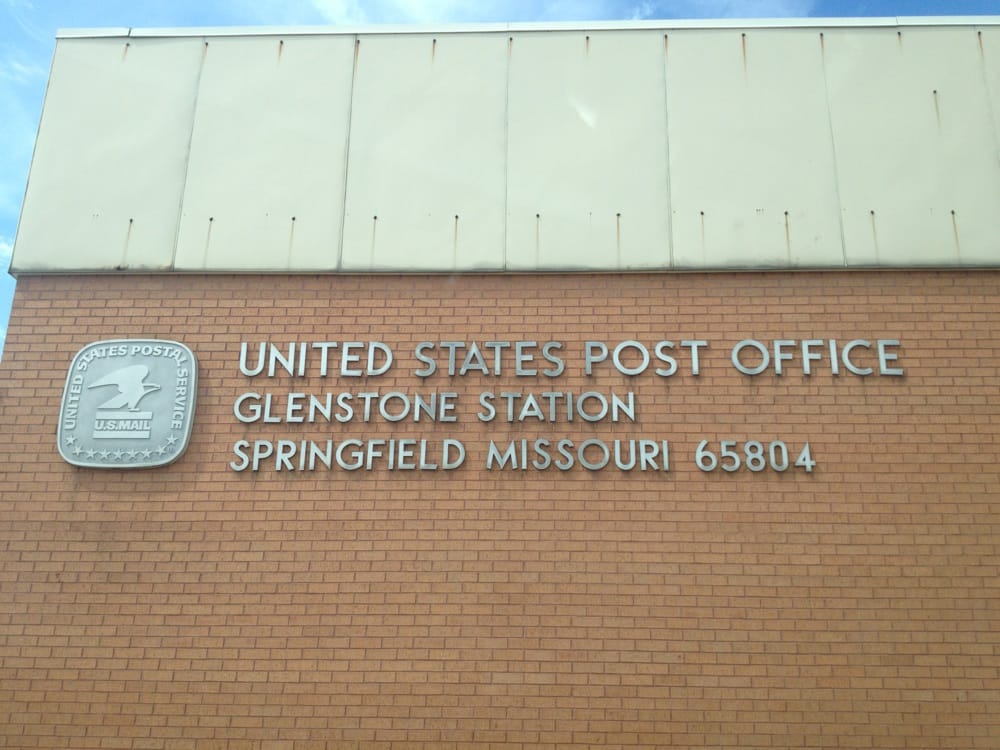 UNITED STATES POSTAL SERVICE
U.S.MAIL
UNITED STATES POST OFFICE
GLENSTONE STATION
SPRINGFIELD MISSOURI 65804